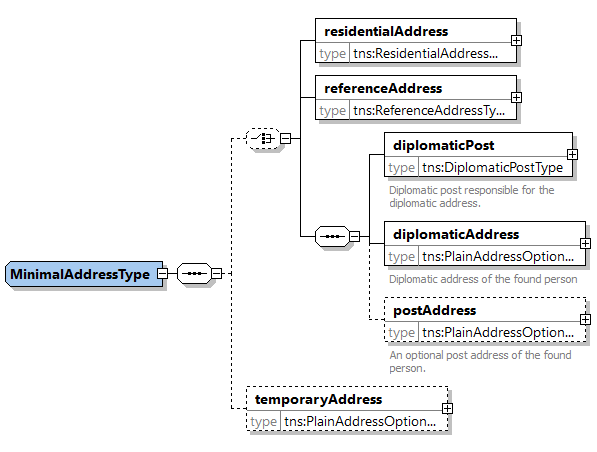 residentialAddress
type tns:ResidentialAddress...
referenceAddress
type tns:ReferenceAddressTy...
diplomaticPost
type tns:DiplomaticPostType
Diplomatic post responsible for the
diplomatic address.
diplomaticAddress
type tns:PlainAddressOption...
Diplomatic address of the found person
MinimalAddressType
postAddress
type tns:PlainAddressOption...
An optional post address of the found
person.
temporaryAddress
type tns:PlainAddressOption...